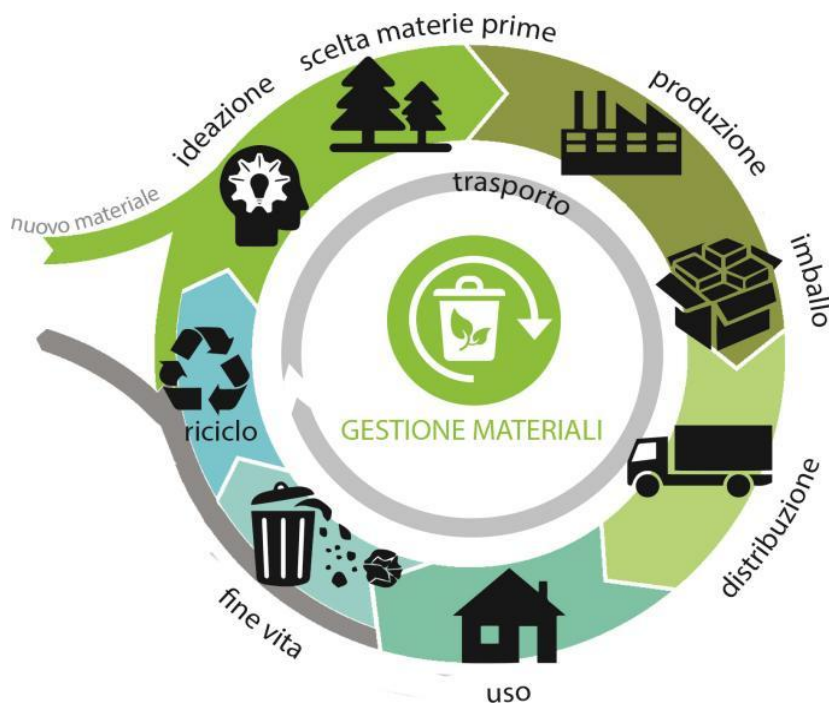 nuovo materiale
ideazione
scelta materie prime
produzione
imballo
distribuzione
uso
fine vita
riciclo
trasporto
GESTIONE MATERIALI